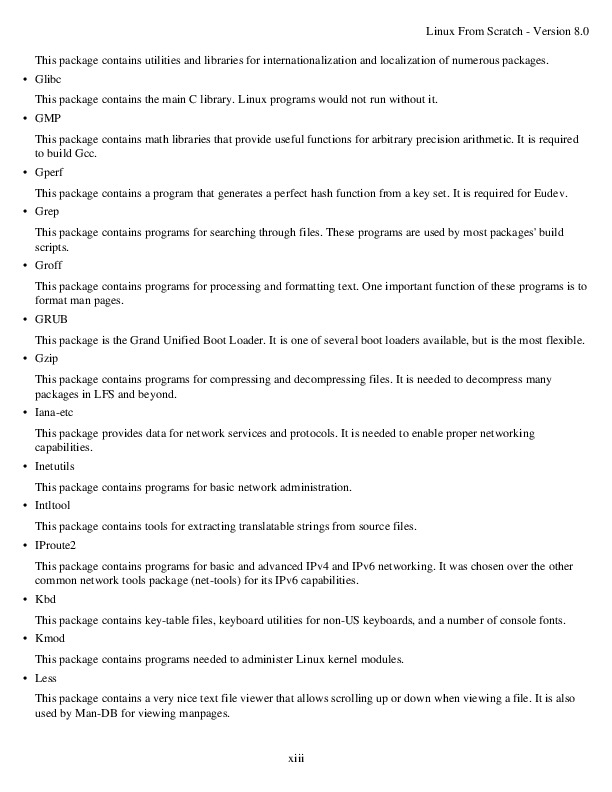 Linux From Scratch - Version 8.0
This package contains utilities and libraries for internationalization and localization of numerous packages.
• Glibc
This package contains the main C library. Linux programs would not run without it.
• GMP
This package contains math libraries that provide useful functions for arbitrary precision arithmetic. It is required
to build Gcc.
• Gperf
This package contains a program that generates a perfect hash function from a key set. It is required for Eudev.
• Grep
This package contains programs for searching through files. These programs are used by most packages' build
scripts.
• Groff
This package contains programs for processing and formatting text. One important function of these programs is to
format man pages.
• GRUB
This package is the Grand Unified Boot Loader. It is one of several boot loaders available, but is the most flexible.
• Gzip
This package contains programs for compressing and decompressing files. It is needed to decompress many
packages in LFS and beyond.
• Iana-etc
This package provides data for network services and protocols. It is needed to enable proper networking
capabilities.
• Inetutils
This package contains programs for basic network administration.
• Intltool
This package contains tools for extracting translatable strings from source files.
• IProute2
This package contains programs for basic and advanced IPv4 and IPv6 networking. It was chosen over the other
common network tools package (net-tools) for its IPv6 capabilities.
• Kbd
This package contains key-table files, keyboard utilities for non-US keyboards, and a number of console fonts.
• Kmod
This package contains programs needed to administer Linux kernel modules.
• Less
This package contains a very nice text file viewer that allows scrolling up or down when viewing a file. It is also
used by Man-DB for viewing manpages.
xiii